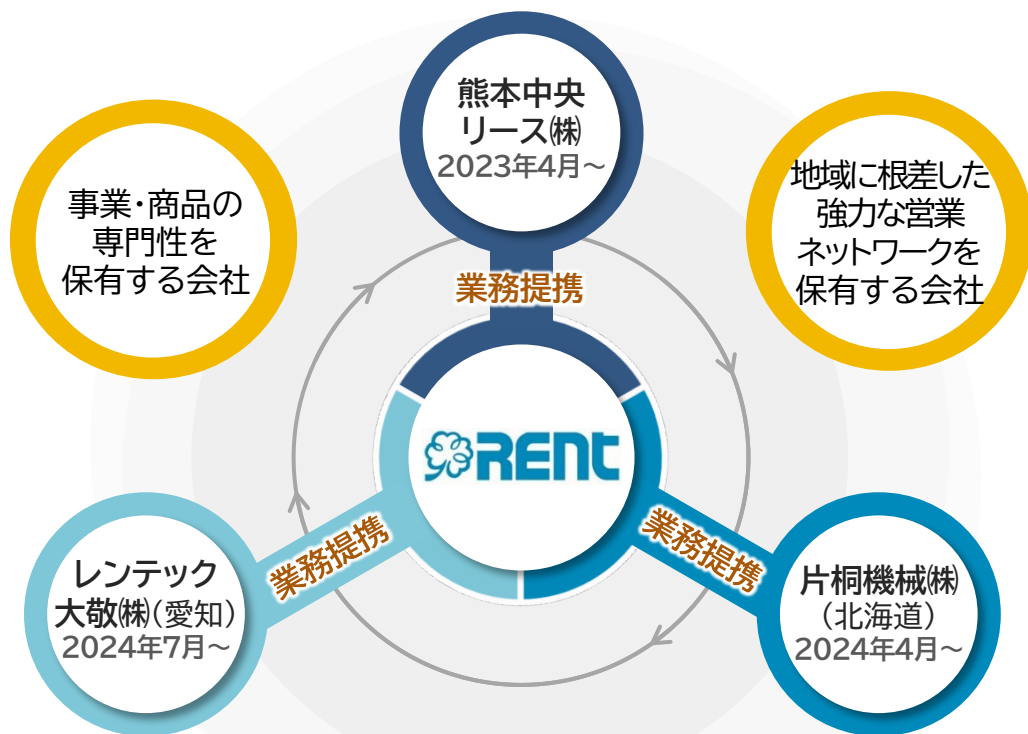 熊本中央
リース㈱
2023年4月～
事業・商品の
専門性を
保有する会社
地域に根差した
強力な営業
ネットワークを
保有する会社
業務提携
RENT
業務提携
業務提携
レンテック
大敬㈱（愛知）
2024年7月～
片桐機械㈱
（北海道）
2024年4月～